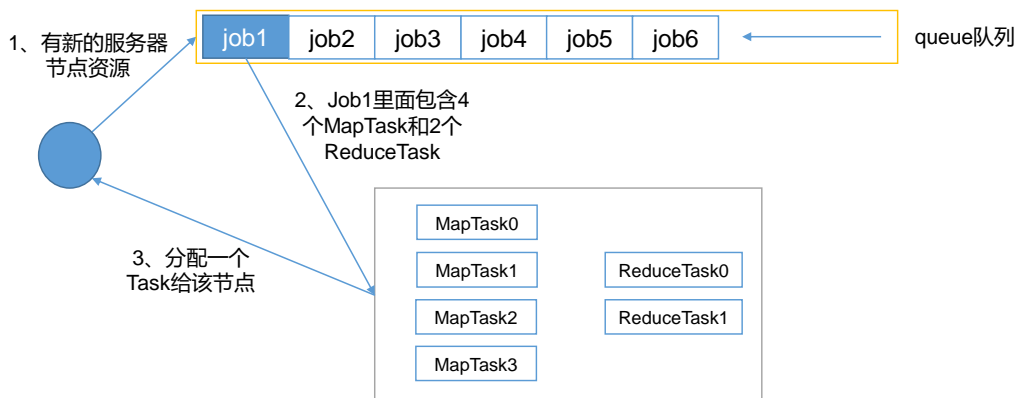 1、有新的服务器
节点资源
job1 job2 job3 job4 job5 job6
queue队列
2、Job1里面包含4
个MapTask和2个
ReduceTask
3、分配一个
Task给该节点
MapTask0
MapTask1 ReduceTask0
MapTask2 ReduceTask1
MapTask3